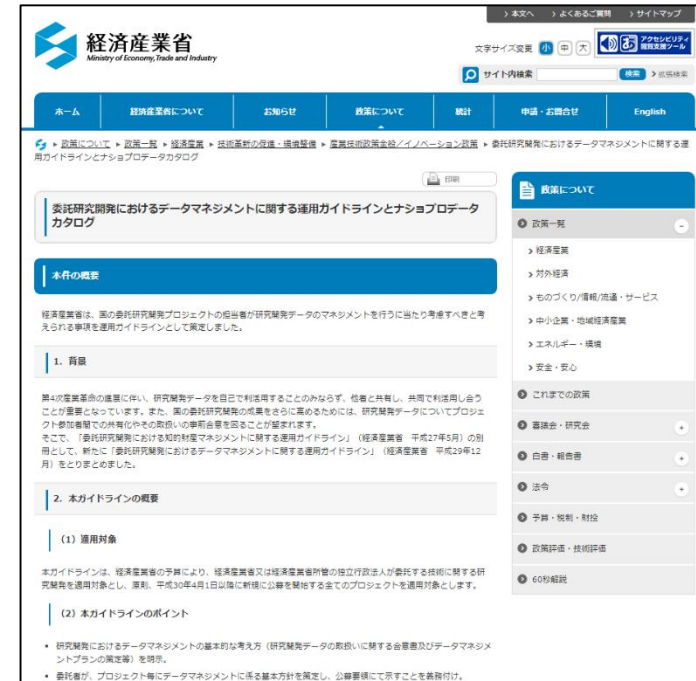 本文へ よくあるご質問 サイトマップ
経済産業省
Ministry of Economy, Trade and Industry
文字サイズ変更 小 中 大 アクセシビリティ
閲覧支援ツール
サイト内検索 検索 拡張検索
ホーム 経済産業省について お知らせ 政策について 統計 申請・お問合せ English
政策について 政策一覧 経済産業 技術革新の促進・環境整備 産業技術政策全般/イノベーション政策 委託研究開発におけるデータマネジメントに関する運
用ガイドラインとナショプロデータカタログ
印刷
委託研究開発におけるデータマネジメントに関する運用ガイドラインとナショプロデータ
カタログ
本件の概要
経済産業省は、国の委託研究開発プロジェクトの担当者が研究開発データのマネジメントを行うに当たり考慮すべきと考
えられる事項を運用ガイドラインとして策定しました。
1. 背景
第4次産業革命の進展に伴い、研究開発データを自己で利活用することのみならず、他者と共有し、共同で利活用し合う
ことが重要となっています。また、国の委託研究開発の成果をさらに高めるためには、研究開発データについてプロジェ
クト参加者間での共有化やその取扱いの事前合意を図ることが望まれます。
そこで、「委託研究開発における知的財産マネジメントに関する運用ガイドライン」（経済産業省 平成27年5月）の別
冊として、新たに「委託研究開発におけるデータマネジメントに関する運用ガイドライン」（経済産業省 平成29年12
月）をとりまとめました。
2. 本ガイドラインの概要
（1）適用対象
本ガイドラインは、経済産業省の予算により、経済産業省又は経済産業省所管の独立行政法人が委託する技術に関する研
究開発を適用対象とし、原則、平成30年4月1日以降に新規に公募を開始する全てのプロジェクトを適用対象とします。
（2）本ガイドラインのポイント
• 研究開発におけるデータマネジメントの基本的な考え方（研究開発データの取扱いに関する合意書及びデータマネジメ
ントプランの策定等）を明示。
• 委託者が、プロジェクト毎にデータマネジメントに係る基本方針を策定し、公募要領にて示すことを義務付け。
政策について
政策一覧
経済産業
対外経済
ものづくり/情報/流通・サービス
中小企業・地域経済産業
エネルギー・環境
安全・安心
これまでの政策
審議会・研究会
白書・報告書
法令
予算・税制・財投
政策評価・技術評価
60秒解説